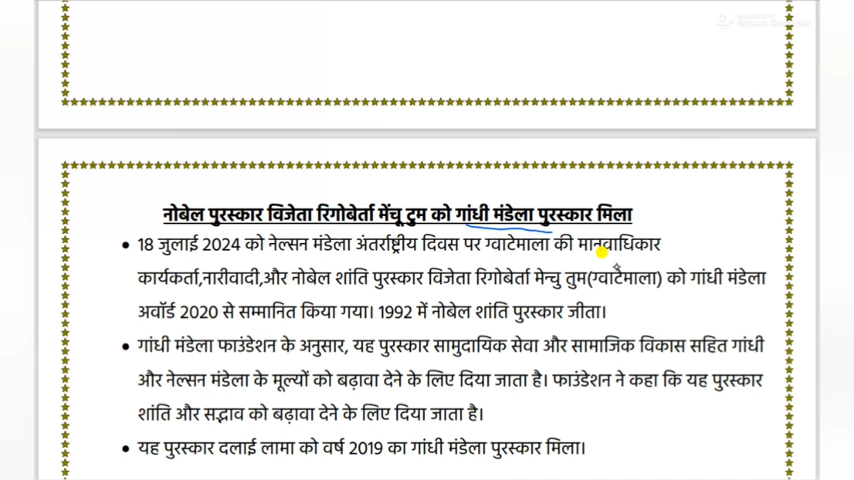 नोबेल पुरस्कार विजेता रिगोबेर्ता मेंचू टुम को गांधी मंडेला पुरस्कार मिला
• 18 जुलाई 2024 को नेल्सन मंडेला अंतर्राष्ट्रीय दिवस पर ग्वाटेमाला की मानवाधिकार
कार्यकर्ता,नारीवादी,और नोबेल शांति पुरस्कार विजेता रिगोबेर्ता मेन्चु तुम(ग्वाटेमाला) को गांधी मंडेला
अवॉर्ड 2020 से सम्मानित किया गया। 1992 में नोबेल शांति पुरस्कार जीता।
• गांधी मंडेला फाउंडेशन के अनुसार, यह पुरस्कार सामुदायिक सेवा और सामाजिक विकास सहित गांधी
और नेल्सन मंडेला के मूल्यों को बढ़ावा देने के लिए दिया जाता है। फाउंडेशन ने कहा कि यह पुरस्कार
शांति और सद्भाव को बढ़ावा देने के लिए दिया जाता है।
• यह पुरस्कार दलाई लामा को वर्ष 2019 का गांधी मंडेला पुरस्कार मिला।